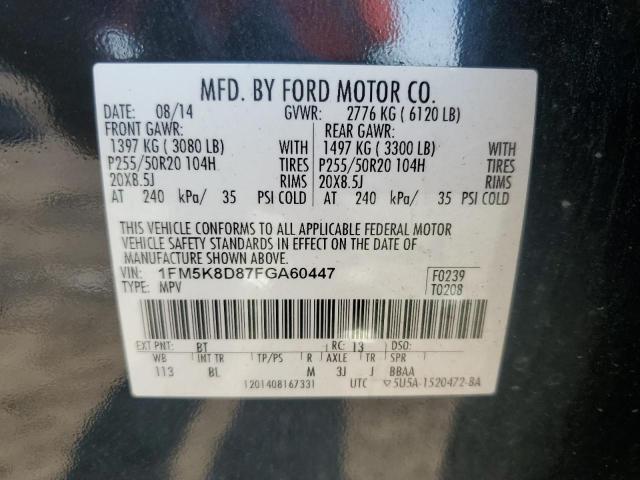 MFD. BY FORD MOTOR CO.
DATE: 08/14 GVWR: 2776 KG ( 6120 LB)
FRONT GAWR: REAR GAWR:
1397 KG ( 3080 LB) WITH 1497 KG ( 3300 LB) WITH
P255/50R20 104H TIRES P255/50R20 104H TIRES
20X8.5J RIMS 20X8.5J RIMS
AT 240 kPa/ 35 PSI COLD AT 240 kPa/ 35 PSI COLD
THIS VEHICLE CONFORMS TO ALL APPLICABLE FEDERAL MOTOR
VEHICLE SAFETY STANDARDS IN EFFECT ON THE DATE OF
MANUFACTURE SHOWN ABOVE.
VIN: 1FM5K8D87FGA60447 F0239
TYPE: MPV T0208
EXT PNT: BT RC: 13 DSO:
WB INT TR TP/PS R AXLE TR SPR
113 BL M 3J J BBAA
1201408167331 UTC ▽5U5A-1520472-BA